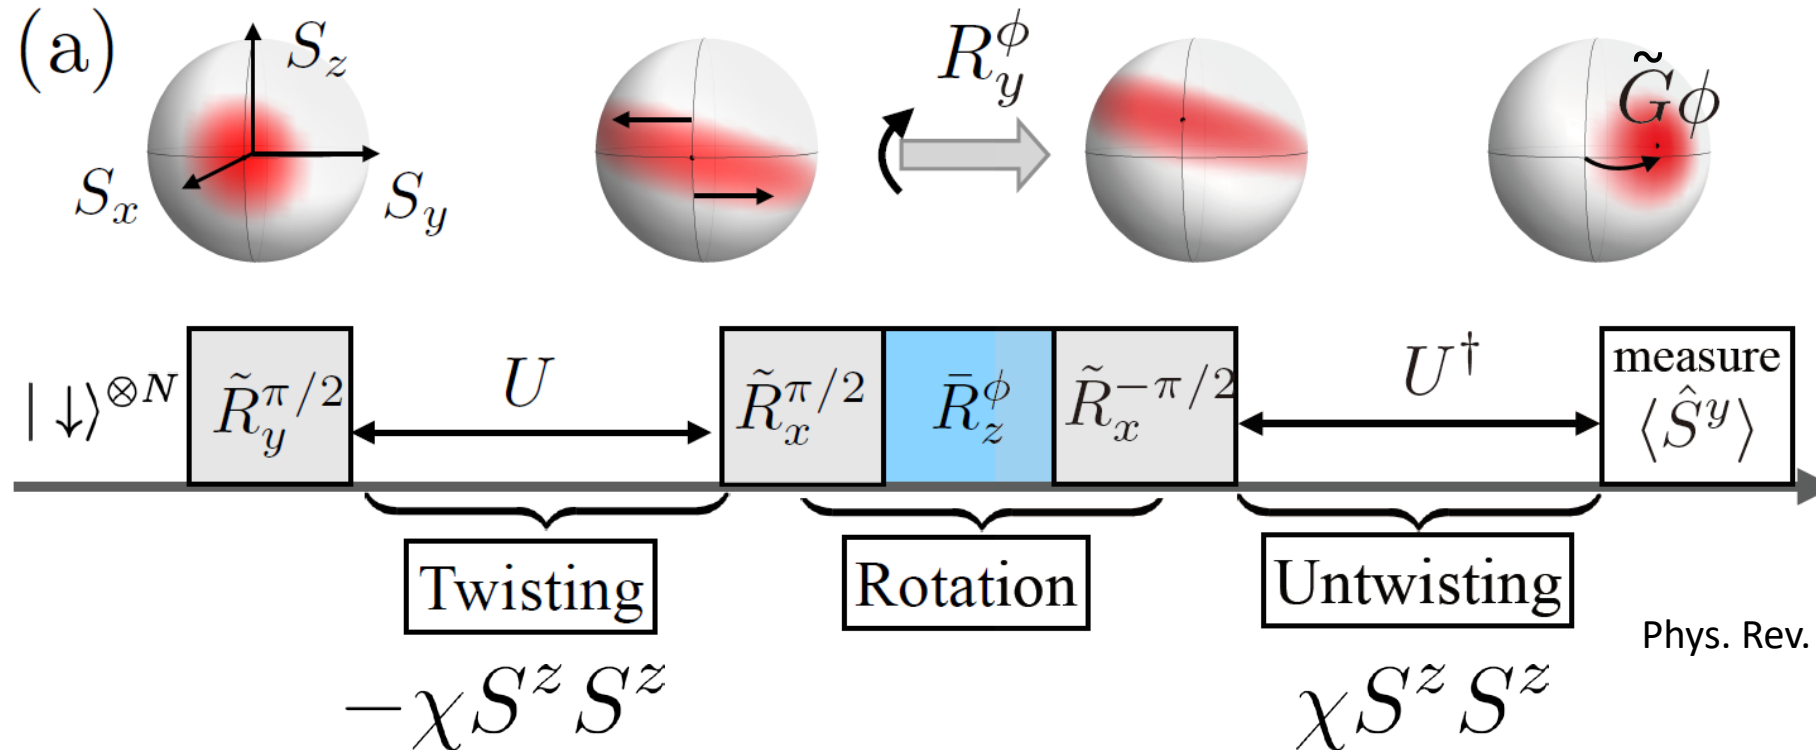 (a)
S_z
S_x
S_y
R_y^ϕ
G̃ϕ
|↓⟩^{⊗N}
R̃_y^{π/2}
U
R̃_x^{π/2}
R̄_z^ϕ
R̃_x^{-π/2}
U^†
measure
⟨Ŝ^y⟩
Twisting
Rotation
Untwisting
Phys. Rev.
-χS^zS^z
χS^zS^z